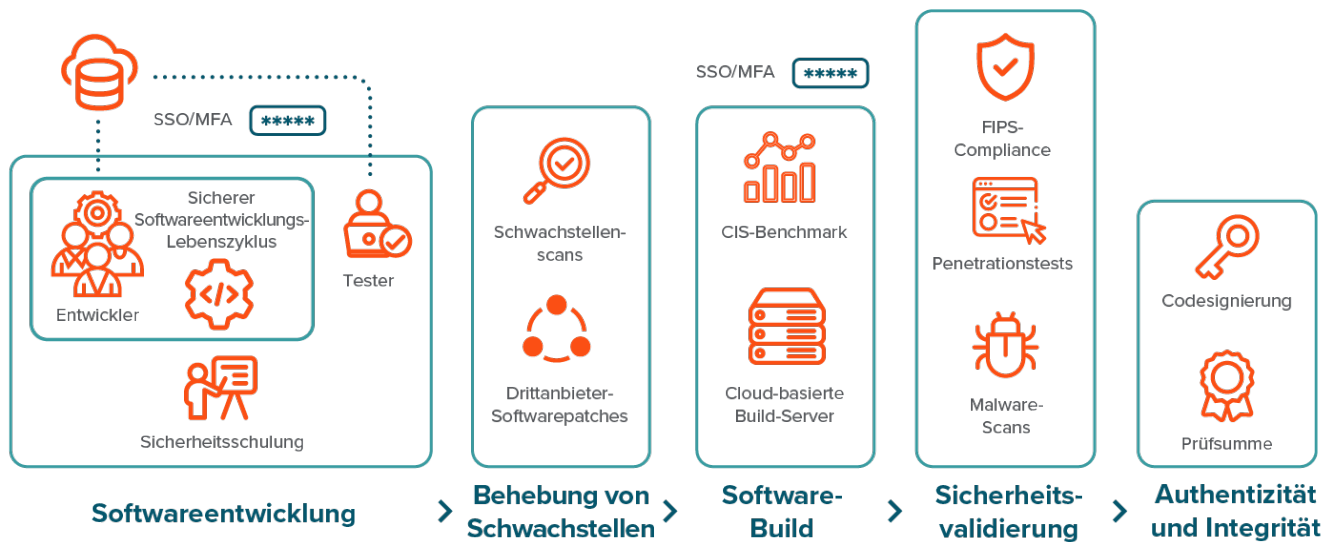 SSO/MFA *****
Sicherer
Softwareentwicklungs-
Lebenszyklus
Entwickler
Tester
Sicherheitsschulung
Softwareentwicklung
Schwachstellen-
scans
Drittanbieter-
Softwarepatches
Behebung von
Schwachstellen
SSO/MFA *****
CIS-Benchmark
Cloud-basierte
Build-Server
Software-
Build
FIPS-
Compliance
Penetrationstests
Malware-
Scans
Sicherheits-
validierung
Codesignierung
Prüfsumme
Authentizität
und Integrität